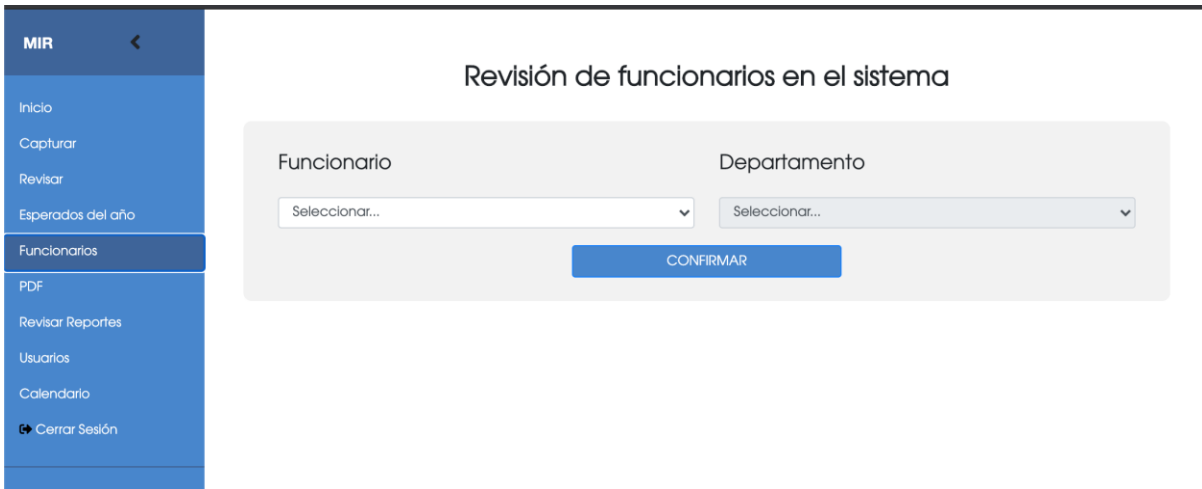 MIR
Inicio
Capturar
Revisar
Esperados del año
Funcionarios
PDF
Revisar Reportes
Usuarios
Calendario
Cerrar Sesión
Revisión de funcionarios en el sistema
Funcionario
Departamento
Seleccionar...
Seleccionar...
CONFIRMAR